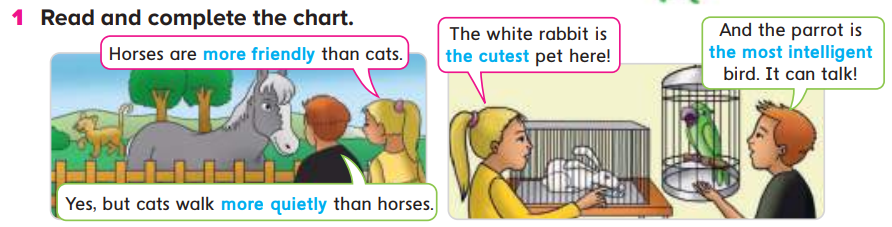 1 Read and complete the chart.
Horses are more friendly than cats.
Yes, but cats walk more quietly than horses.
The white rabbit is
the cutest pet here!
And the parrot is
the most intelligent
bird. It can talk!